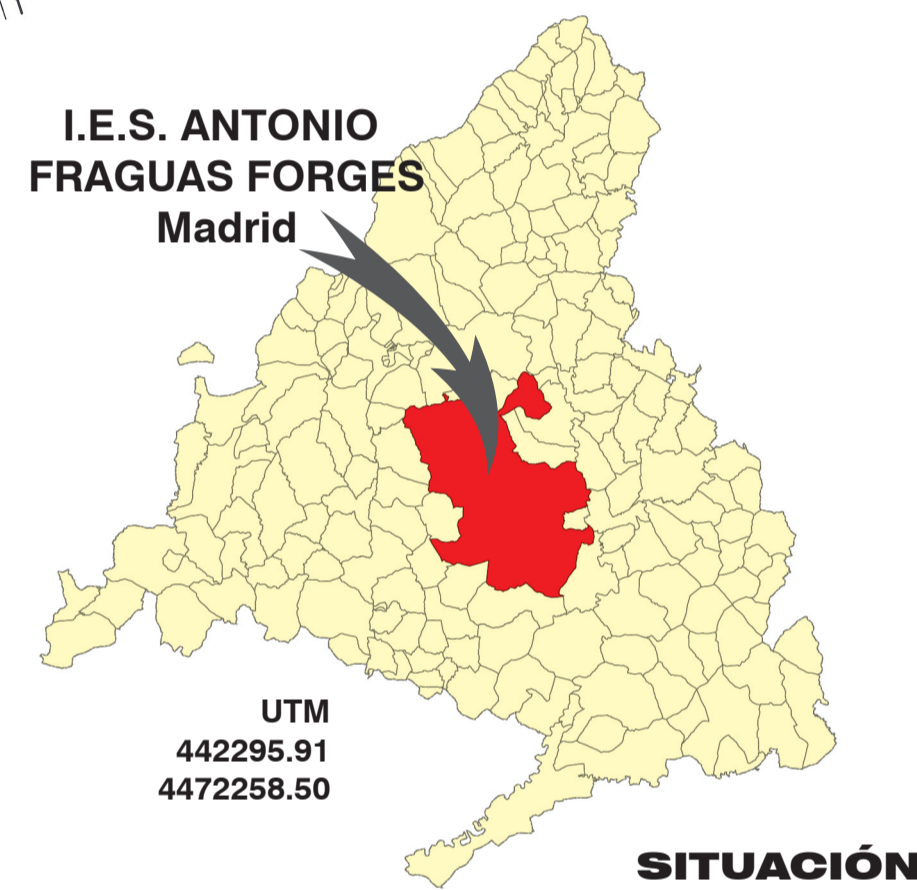 I.E.S. ANTONIO
FRAGUAS FORGES
Madrid
UTM
442295.91
4472258.50
SITUACIÓN